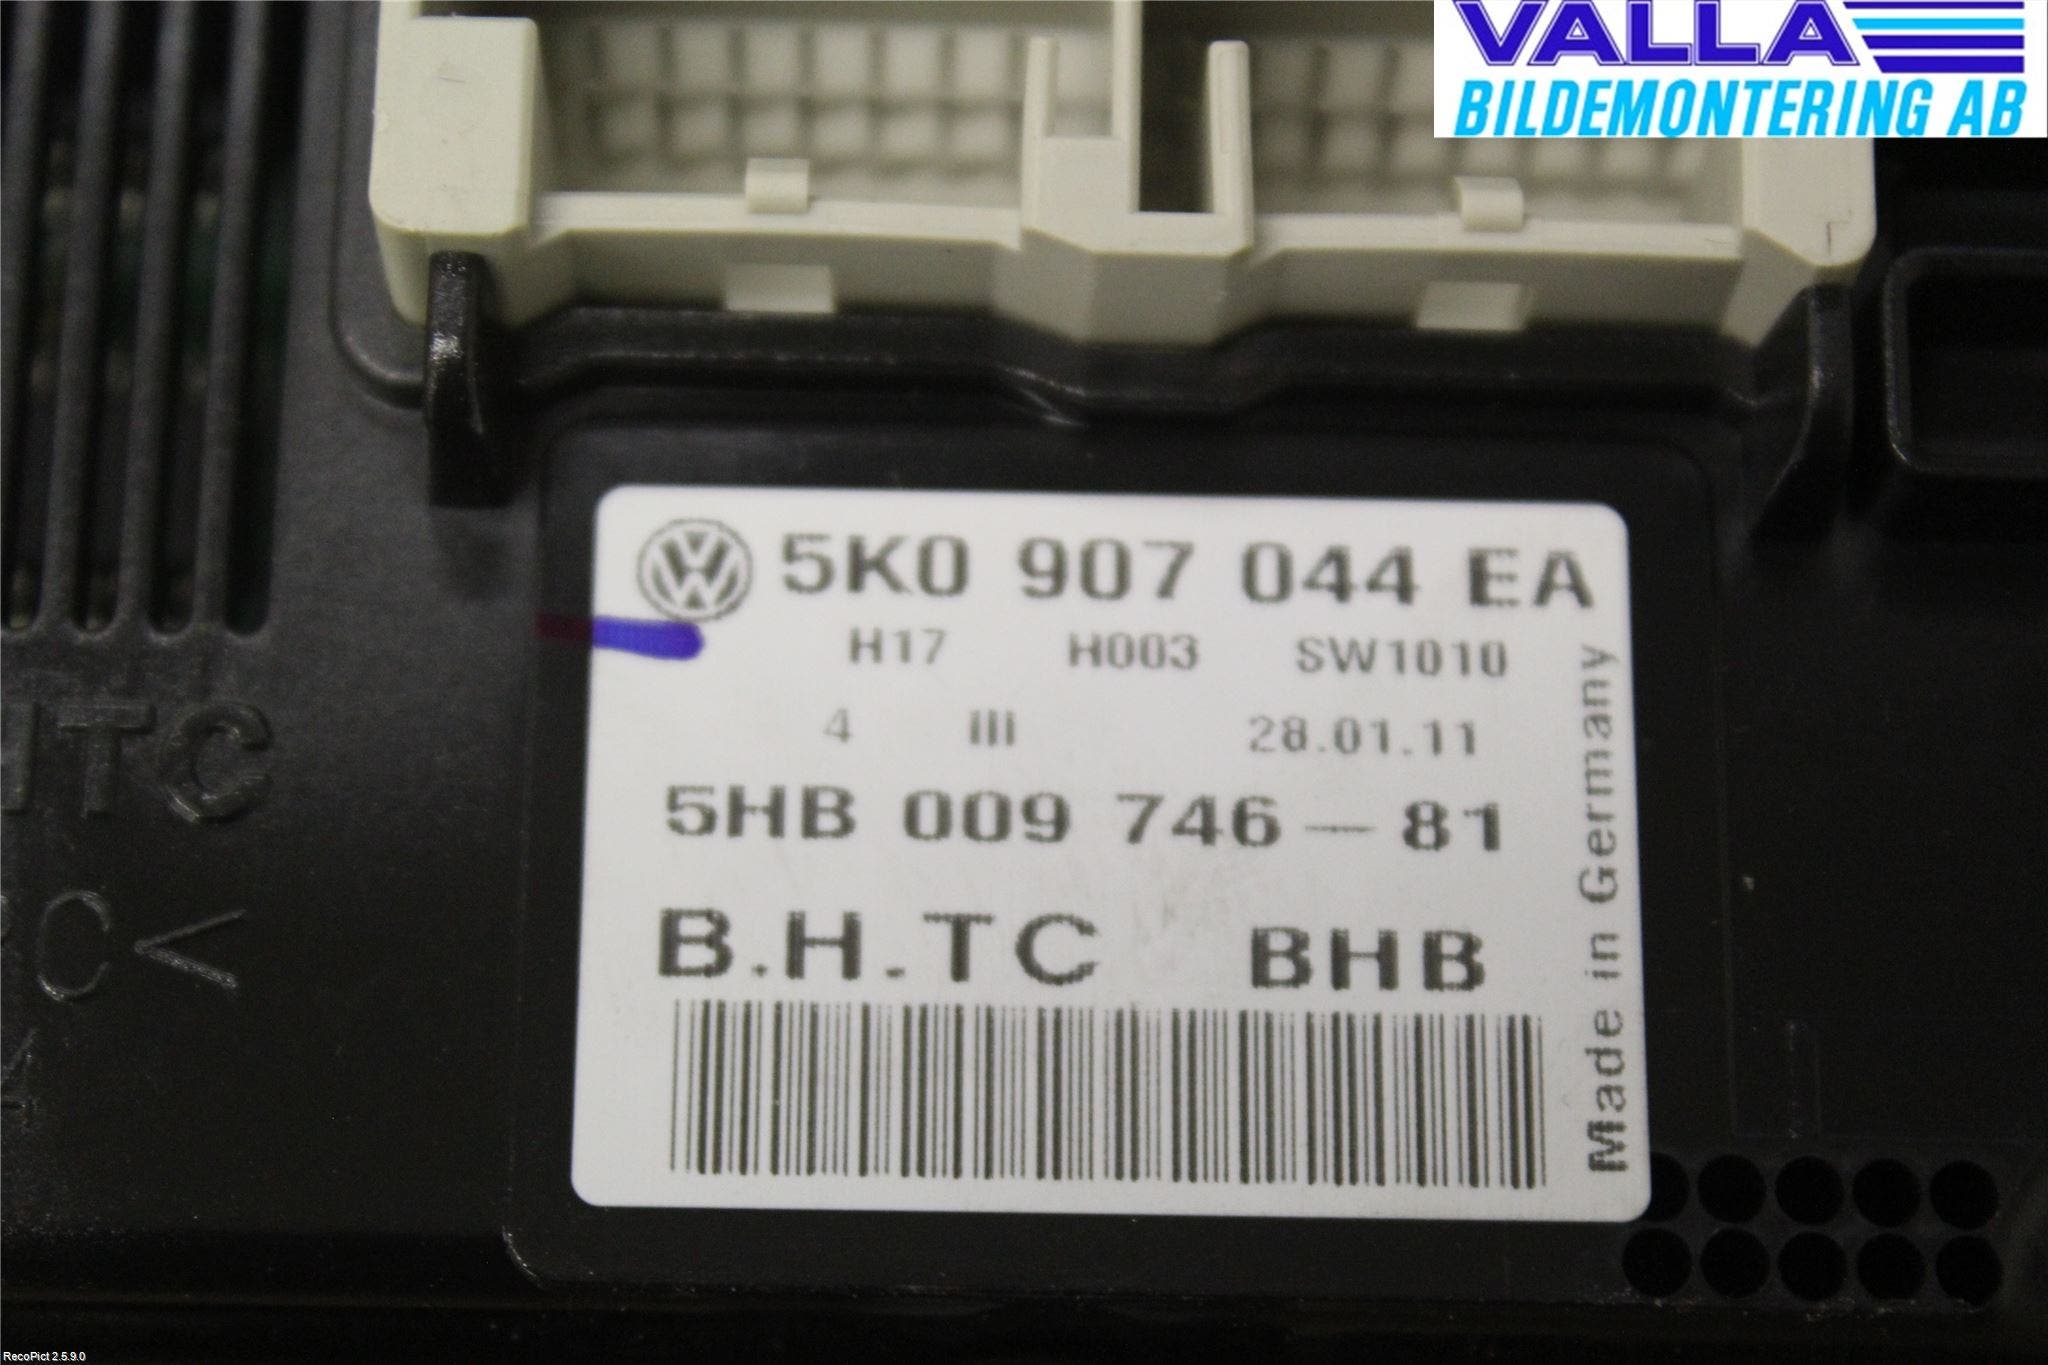 VALLA
BILDEMONTERING AB
5K0 907 044 EA
H17 H003 SW1010
4 III 28.01.11
5HB 009 746-81
B.H.TC BHB
Made in Germany
HTC
C <
RecoPict 2.5.9.0